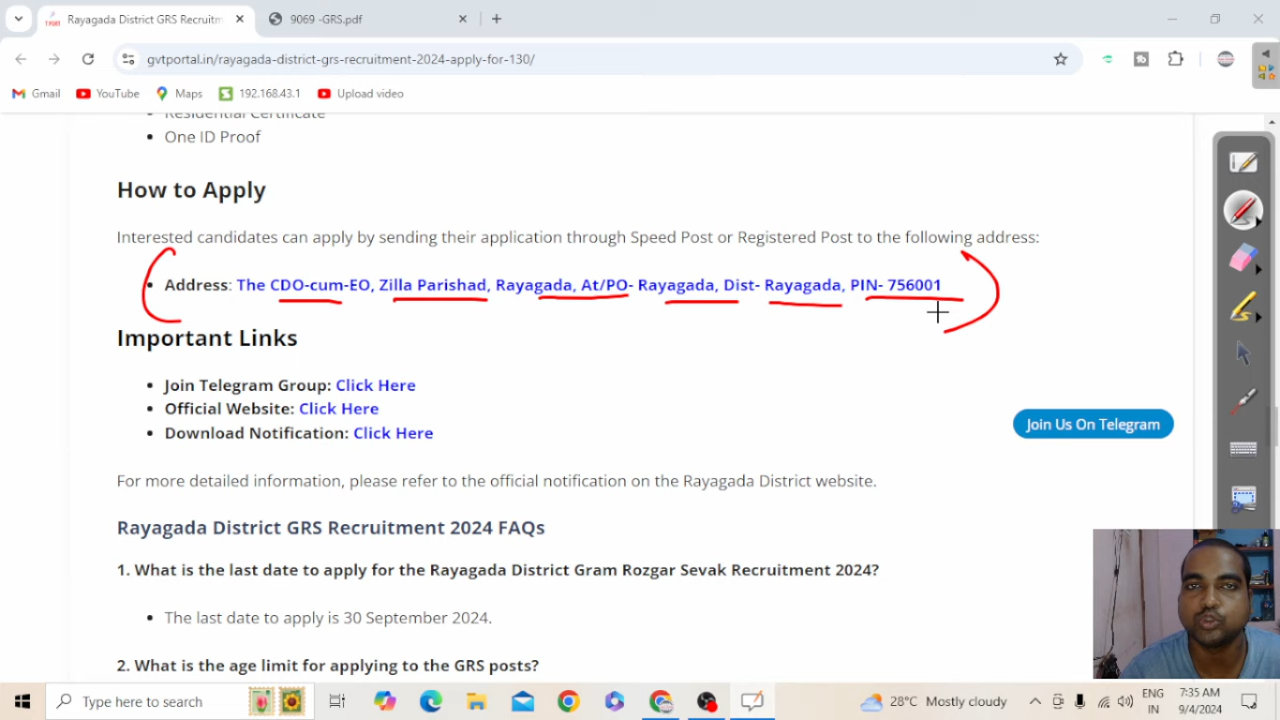 Rayagada District GRS Recruitm
9069 -GRS.pdf
gvtportal.in/rayagada-district-grs-recruitment-2024-apply-for-130/
Gmail
YouTube
Maps
192.168.43.1
Upload video
Residential Certificate
One ID Proof
How to Apply
Interested candidates can apply by sending their application through Speed Post or Registered Post to the following address:
Address: The CDO-cum-EO, Zilla Parishad, Rayagada, At/PO- Rayagada, Dist- Rayagada, PIN- 756001
Important Links
Join Telegram Group: Click Here
Official Website: Click Here
Download Notification: Click Here
Join Us On Telegram
For more detailed information, please refer to the official notification on the Rayagada District website.
Rayagada District GRS Recruitment 2024 FAQs
1. What is the last date to apply for the Rayagada District Gram Rozgar Sevak Recruitment 2024?
The last date to apply is 30 September 2024.
2. What is the age limit for applying to the GRS posts?
Type here to search
28°C Mostly cloudy
ENG
IN
7:35 AM
9/4/2024